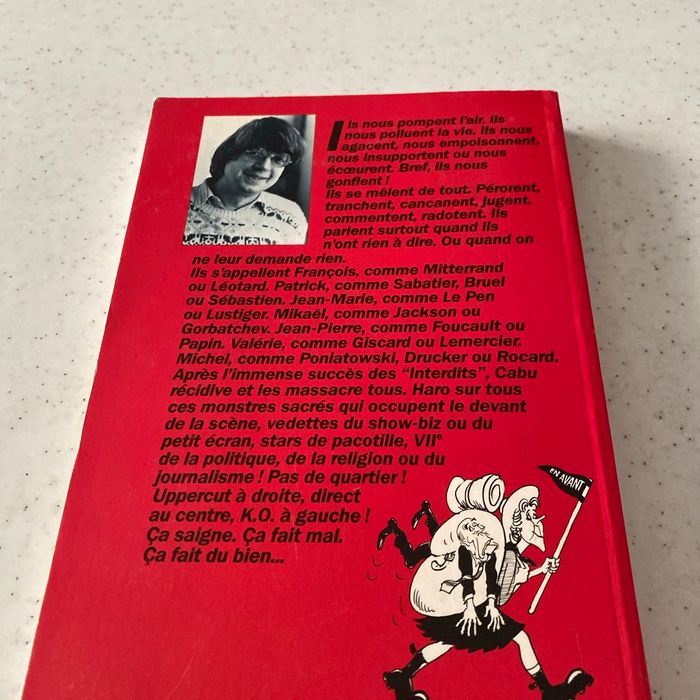 Ils nous pompent l'air. Ils
nous polluent la vie. Ils nous
agacent, nous empoisonnent,
nous insupportent ou nous
écœurent. Bref, ils nous
gonflent !
Ils se mêlent de tout. Pérorent,
tranchent, cancanent, jugent,
commentent, radotent. Ils
parlent surtout quand ils
n'ont rien à dire. Ou quand on
ne leur demande rien.
Ils s'appellent François, comme Mitterrand
ou Léotard. Patrick, comme Sabatier, Bruel
ou Sébastien. Jean-Marie, comme Le Pen
ou Lustiger. Mikaël, comme Jackson ou
Gorbatchev. Jean-Pierre, comme Foucault ou
Papin. Valérie, comme Giscard ou Lemercier.
Michel, comme Poniatowski, Drucker ou Rocard.
Après l'immense succès des "Interdits", Cabu
récidive et les massacre tous. Haro sur tous
ces monstres sacrés qui occupent le devant
de la scène, vedettes du show-biz ou du
petit écran, stars de pacotille, VIIe
de la politique, de la religion ou du
journalisme ! Pas de quartier !
Uppercut à droite, direct
au centre, K.O. à gauche !
Ça saigne. Ça fait mal.
Ça fait du bien...
EN AVANT